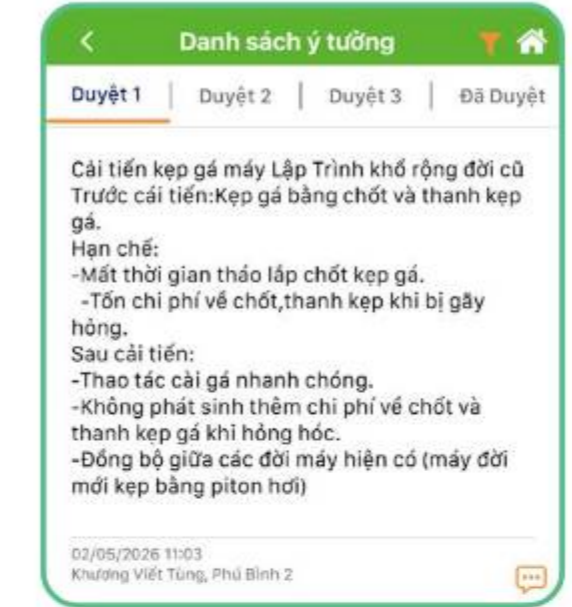 Danh sách ý tưởng
Duyệt 1 | Duyệt 2 | Duyệt 3 | Đã Duyệt
Cải tiến kẹp gá máy Lập Trình khổ rộng đời cũ
Trước cải tiến:Kẹp gá bằng chốt và thanh kẹp
gá.
Hạn chế:
-Mất thời gian tháo lắp chốt kẹp gá.
-Tốn chi phí về chốt,thanh kẹp khi bị gãy
hỏng.
Sau cải tiến:
-Thao tác cài gá nhanh chóng.
-Không phát sinh thêm chi phí về chốt và
thanh kẹp gá khi hỏng hóc.
-Đồng bộ giữa các đời máy hiện có (máy đời
mới kẹp bằng piton hơi)
02/05/2026 11:03
Khương Viết Tùng, Phú Bình 2